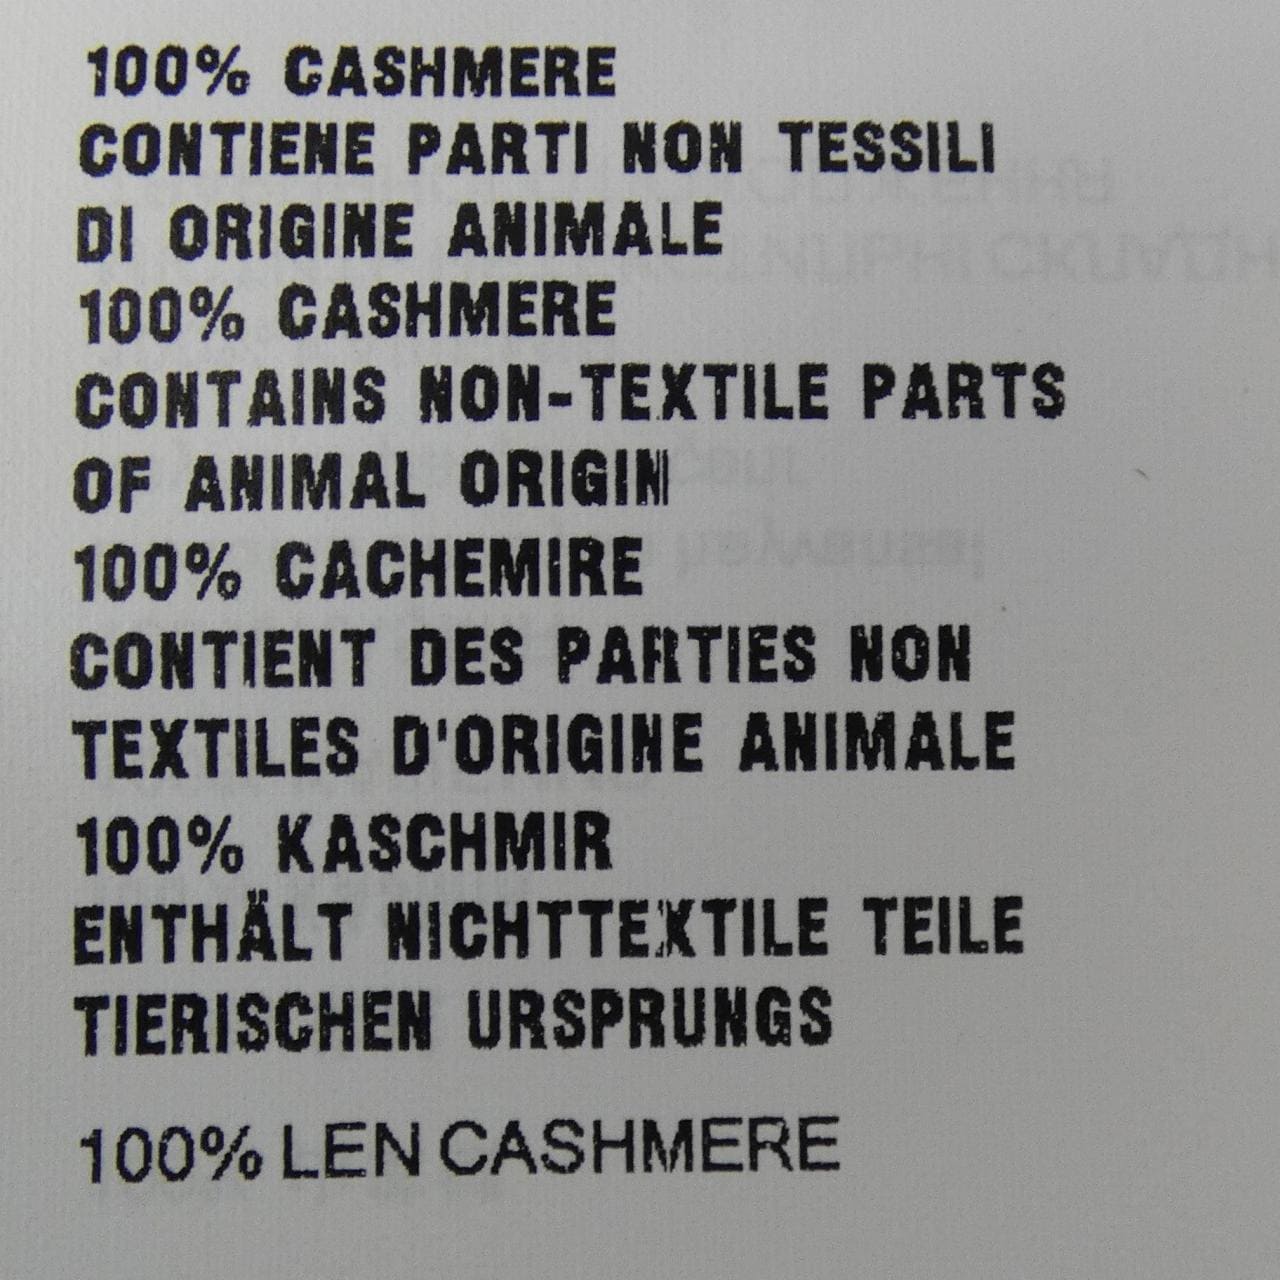 100% CASHMERE
CONTIENE PARTI NON TESSILI
DI ORIGINE ANIMALE
100% CASHMERE
CONTAINS NON-TEXTILE PARTS
OF ANIMAL ORIGIN
100% CACHEMIRE
CONTIENT DES PARTIES NON
TEXTILES D'ORIGINE ANIMALE
100% KASCHMIR
ENTHÄLT NICHTTEXTILE TEILE
TIERISCHEN URSPRUNGS
100% LEN CASHMERE